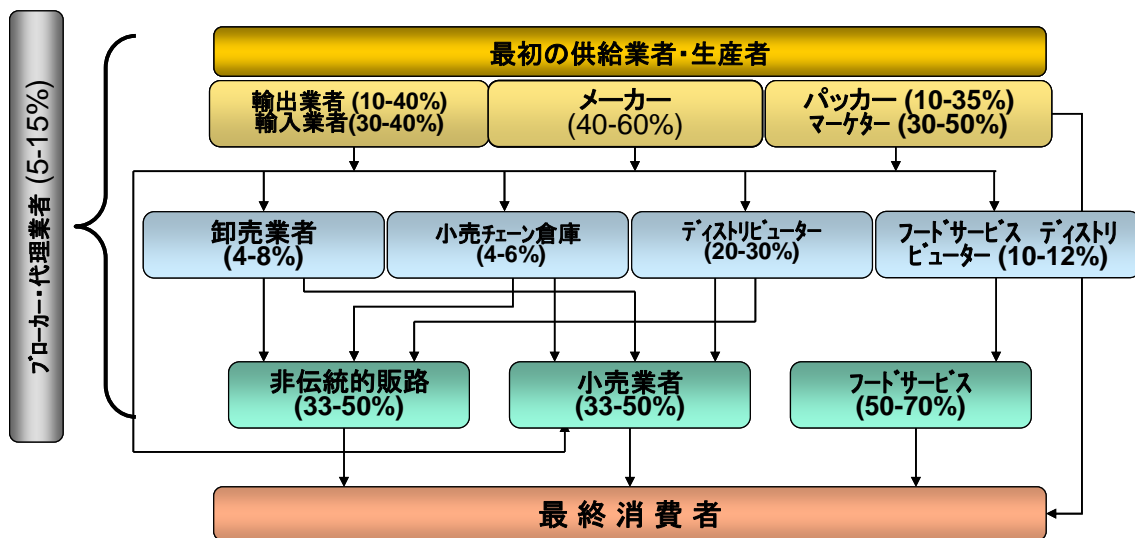 最初の供給業者・生産者
輸出業者 (10-40%)
輸入業者(30-40%)
メーカー
(40-60%)
パッカー (10-35%)
マーケター (30-50%)
ブローカー・代理業者 (5-15%)
卸売業者
(4-8%)
小売チェーン倉庫
(4-6%)
ディストリビューター
(20-30%)
フードサービス ディストリ
ビューター (10-12%)
非伝統的販路
(33-50%)
小売業者
(33-50%)
フードサービス
(50-70%)
最 終 消 費 者